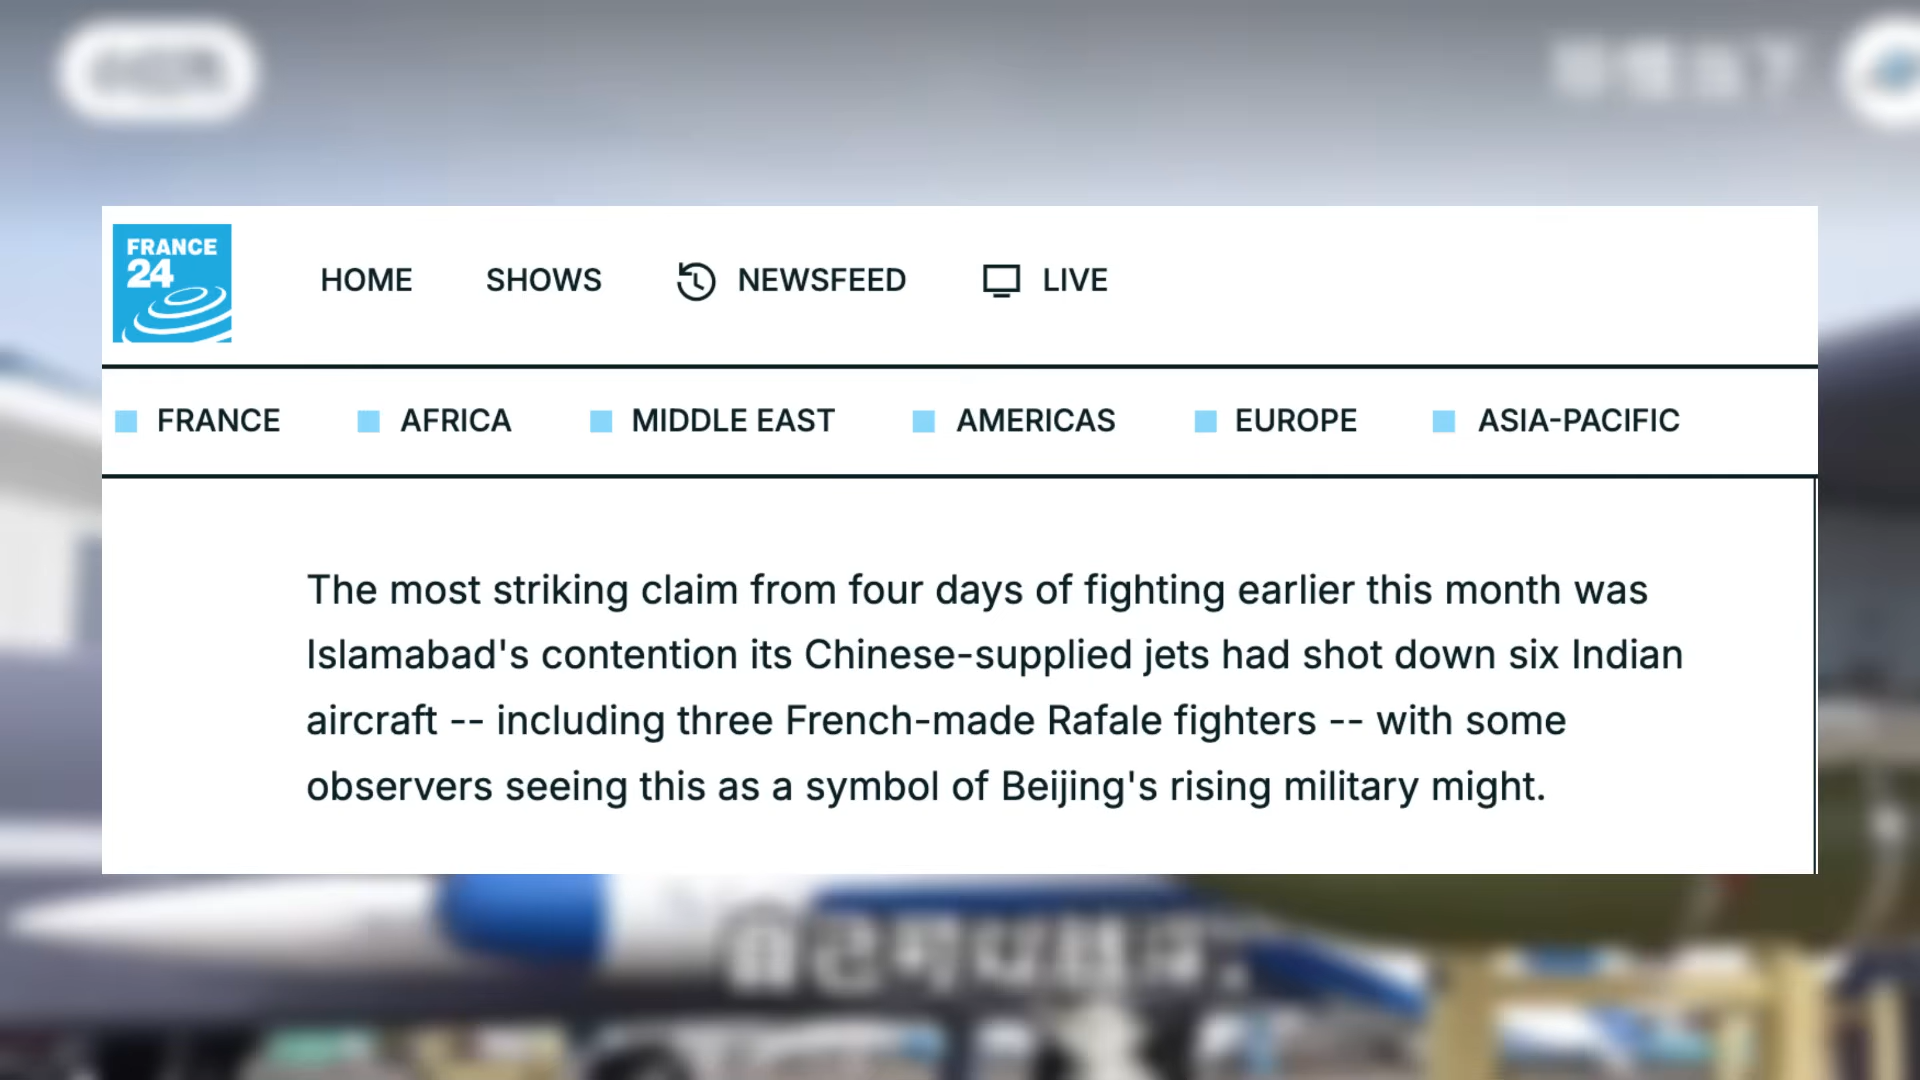 FRANCE
24
HOME SHOWS NEWSFEED LIVE
FRANCE AFRICA MIDDLE EAST AMERICAS EUROPE ASIA-PACIFIC
The most striking claim from four days of fighting earlier this month was
Islamabad's contention its Chinese-supplied jets had shot down six Indian
aircraft -- including three French-made Rafale fighters -- with some
observers seeing this as a symbol of Beijing's rising military might.